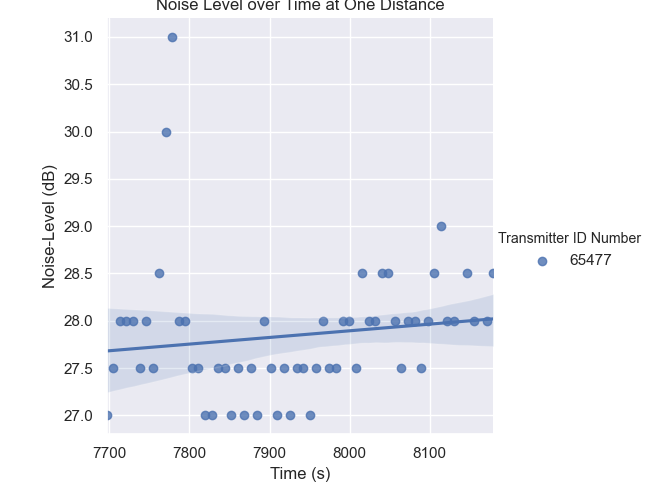 Noise Level over Time at One Distance
31.0
30.5
30.0
29.5
29.0
28.5
28.0
27.5
27.0
Noise-Level (dB)
7700 7800 7900 8000 8100
Time (s)
Transmitter ID Number
65477